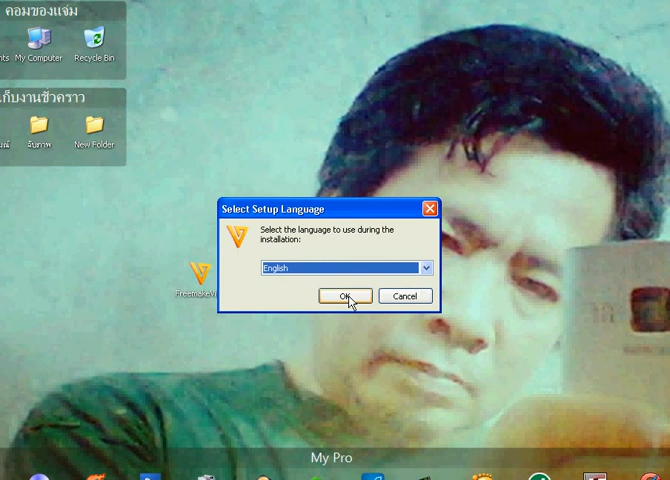 คอมของแจ่ม
nts My Computer Recycle Bin
เก็บงานชั่วคราว
New Folder
Select Setup Language
Select the language to use during the
installation:
English
FreemakeVi
OK Cancel
My Pro